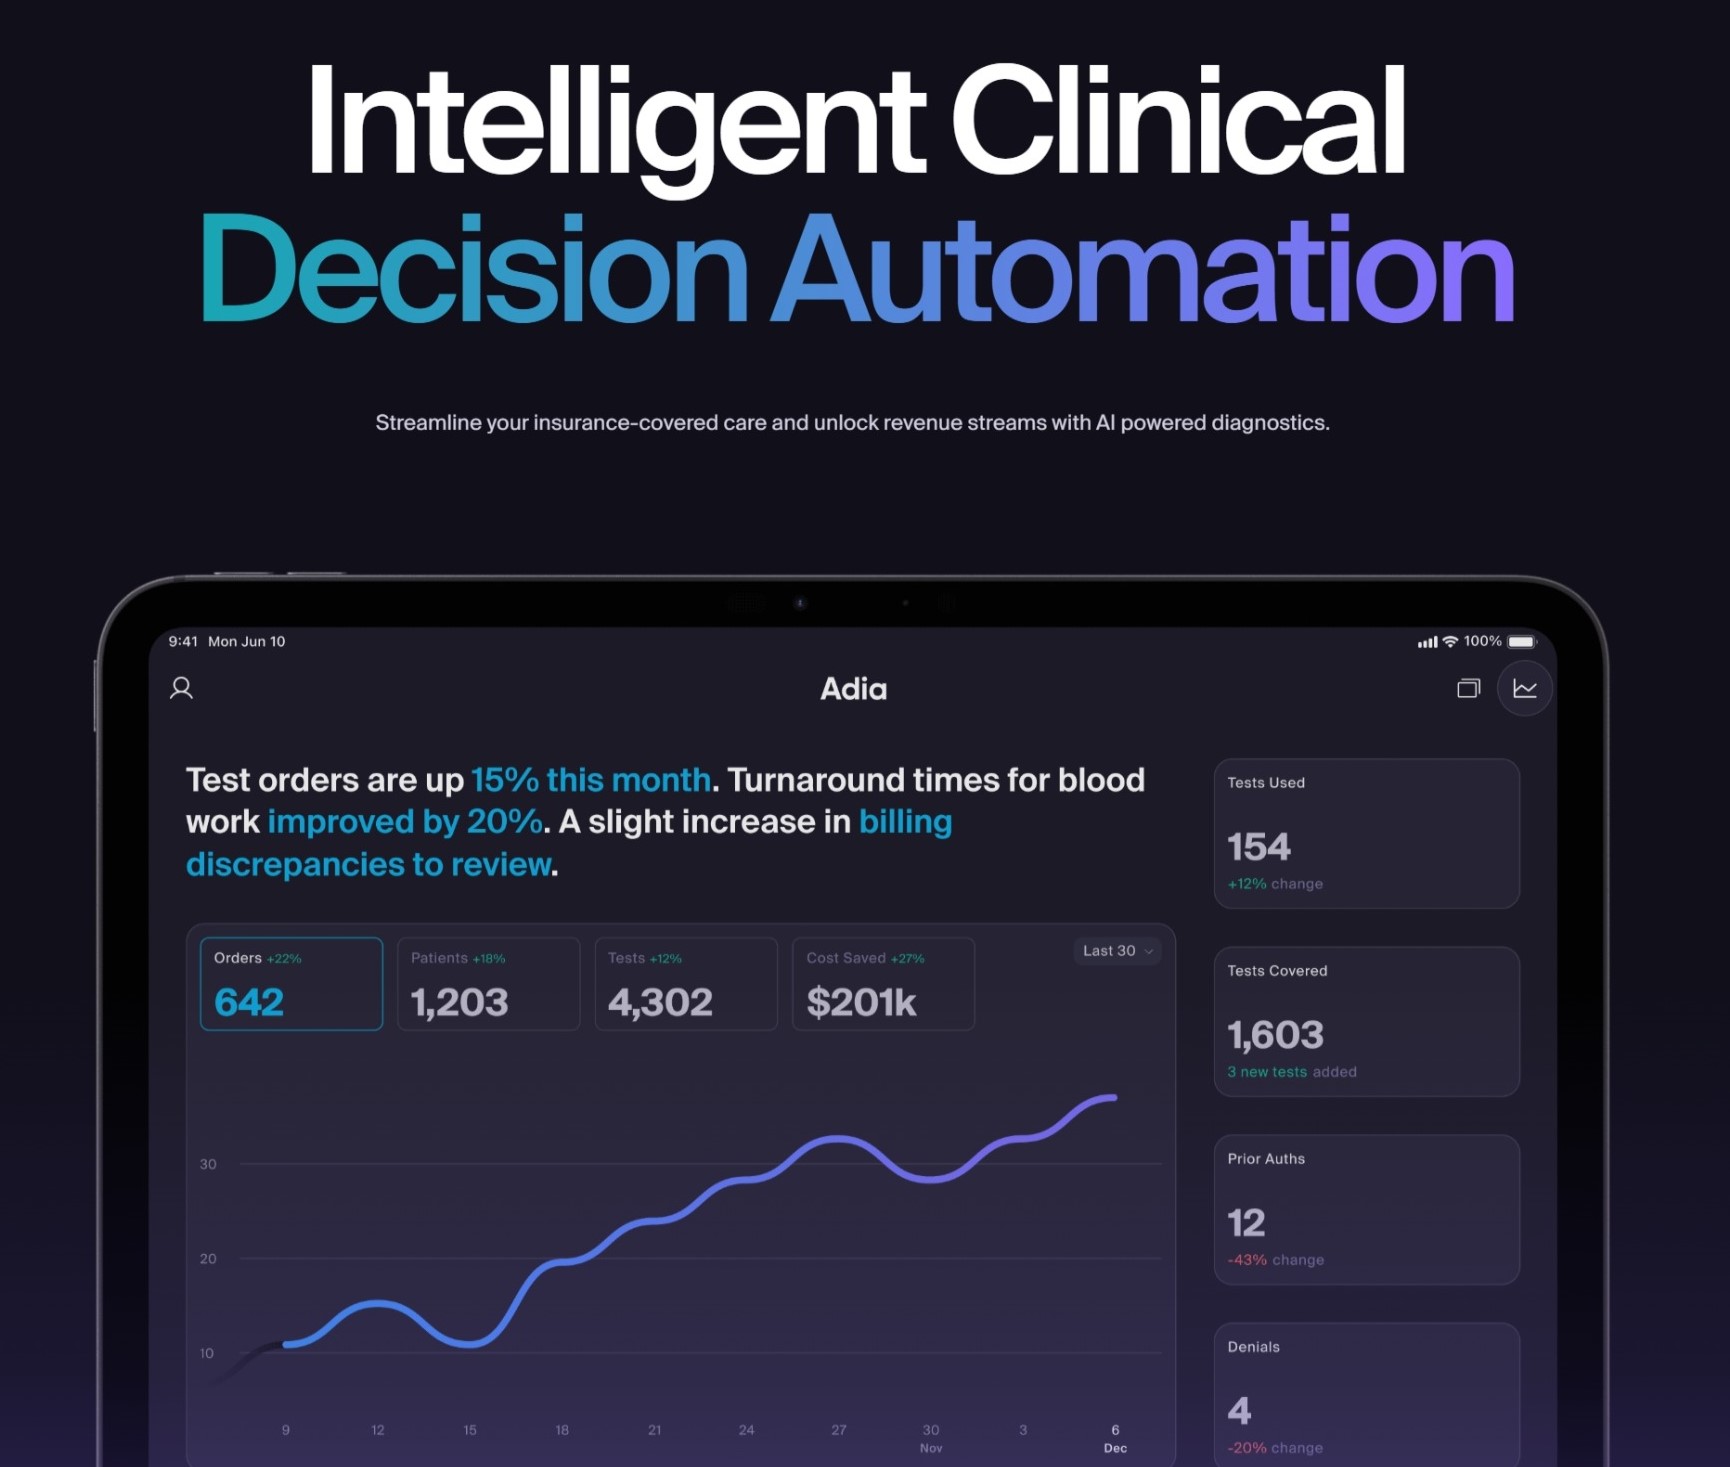 Intelligent Clinical
Decision Automation
Streamline your insurance-covered care and unlock revenue streams with AI powered diagnostics.
9:41 Mon Jun 10
100%
Adia
Test orders are up 15% this month. Turnaround times for blood
work improved by 20%. A slight increase in billing
discrepancies to review.
Orders +22%
642
Patients +18%
1,203
Tests +12%
4,302
Cost Saved +27%
$201k
Last 30
30
20
10
9 12 15 18 21 24 27 30 3 6
Nov Dec
Tests Used
154
+12% change
Tests Covered
1,603
3 new tests added
Prior Auths
12
-43% change
Denials
4
-20% change